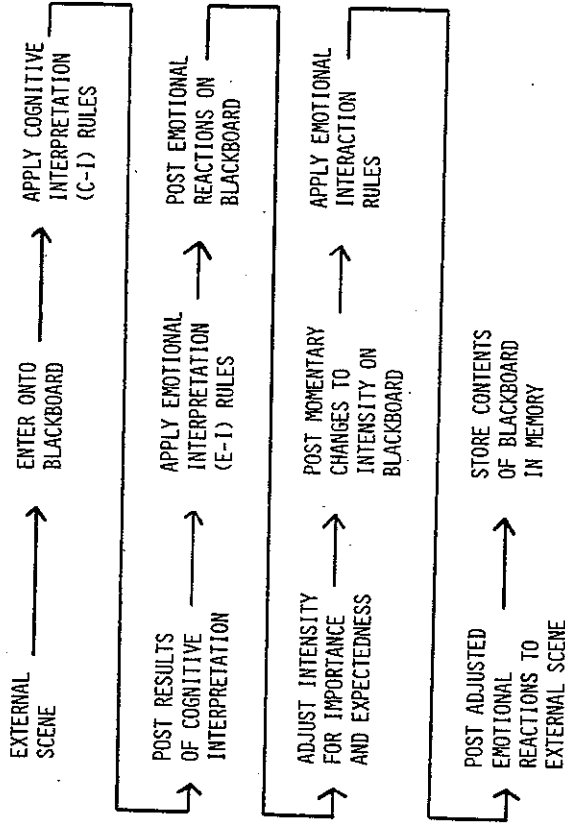 EXTERNAL
SCENE
ENTER ONTO
BLACKBOARD
APPLY COGNITIVE
INTERPRETATION
(C-I) RULES
POST RESULTS
OF COGNITIVE
INTERPRETATION
APPLY EMOTIONAL
INTERPRETATION
(E-I) RULES
POST EMOTIONAL
REACTIONS ON
BLACKBOARD
ADJUST INTENSITY
FOR IMPORTANCE
AND EXPECTEDNESS
POST MOMENTARY
CHANGES TO
INTENSITY ON
BLACKBOARD
APPLY EMOTIONAL
INTERACTION
RULES
POST ADJUSTED
EMOTIONAL
REACTIONS TO
EXTERNAL SCENE
STORE CONTENTS
OF BLACKBOARD
IN MEMORY